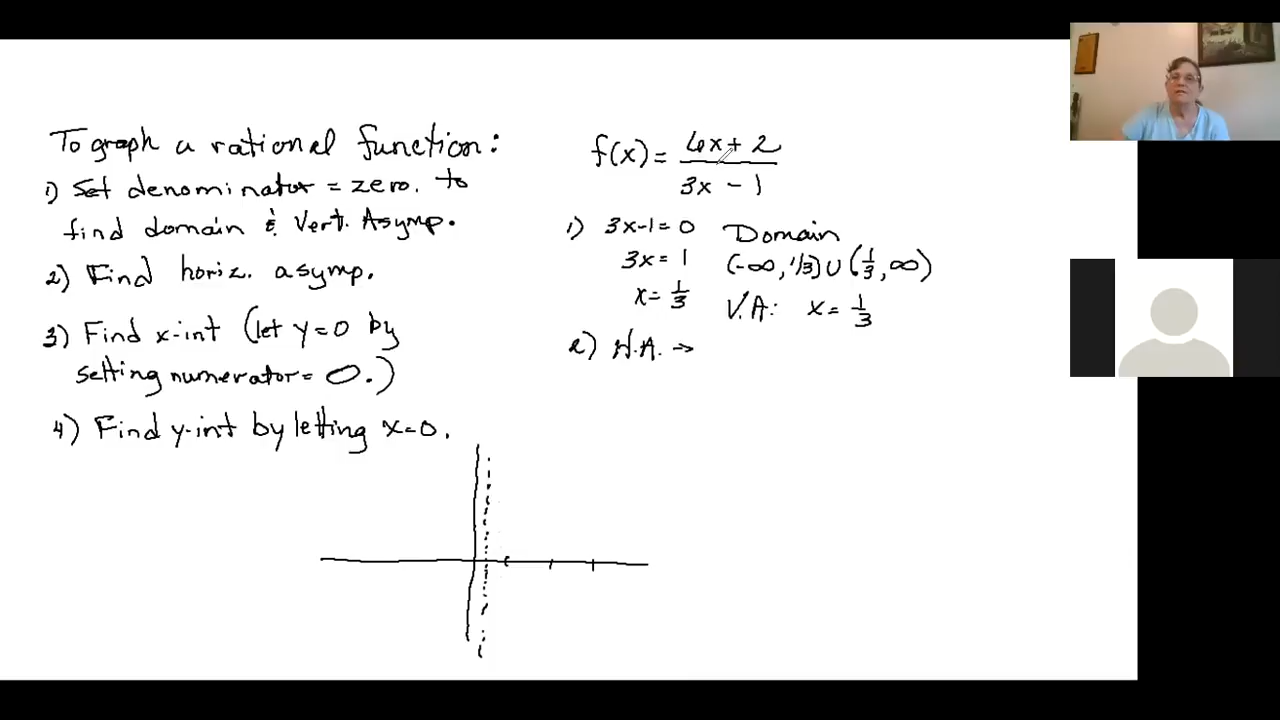 To graph a rational function:
1) Set denominator = zero. to
find domain & Vert. Asymp.
2) Find horiz. asymp.
3) Find x-int (let y=0 by
setting numerator = 0.)
4) Find y-int by letting x=0.
f(x) = 6x+2
3x - 1
1) 3x-1=0 Domain
3x = 1 (-∞, 1/3) ∪ (1/3, ∞)
x = 1/3 V.A: x = 1/3
2) H.A. →